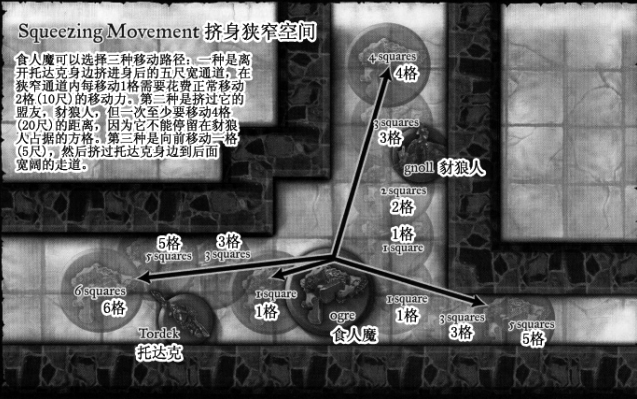 Squeezing Movement 挤身狭窄空间
食人魔可以选择三种移动路径:一种是离
开托达克身边挤进身后的五尺宽通道,在
狭窄通道内每移动1格需要花费正常移动
2格(10尺)的移动力。第二种是挤过它的
盟友,豺狼人,但一次至少要移动4格
(20尺)的距离,因为它不能停留在豺狼
人占据的方格。第三种是向前移动一格
(5尺),然后挤过托达克身边到后面
宽阔的走道。
4 squares
4格
3 squares
3格
gnoll 豺狼人
2 squares
2格
1格
1 square
5格
5 squares
3格
3 squares
6 squares
6格
1 square
1格
ogre
食人魔
1 square
1格
3 squares
3格
5 squares
5格
Tordek
托达克